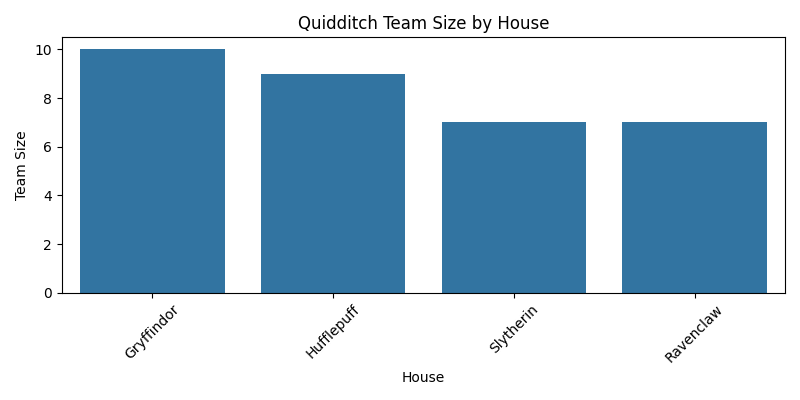 Quidditch Team Size by House
Team Size
10
8
6
4
2
0
Gryffindor
Hufflepuff
Slytherin
Ravenclaw
House